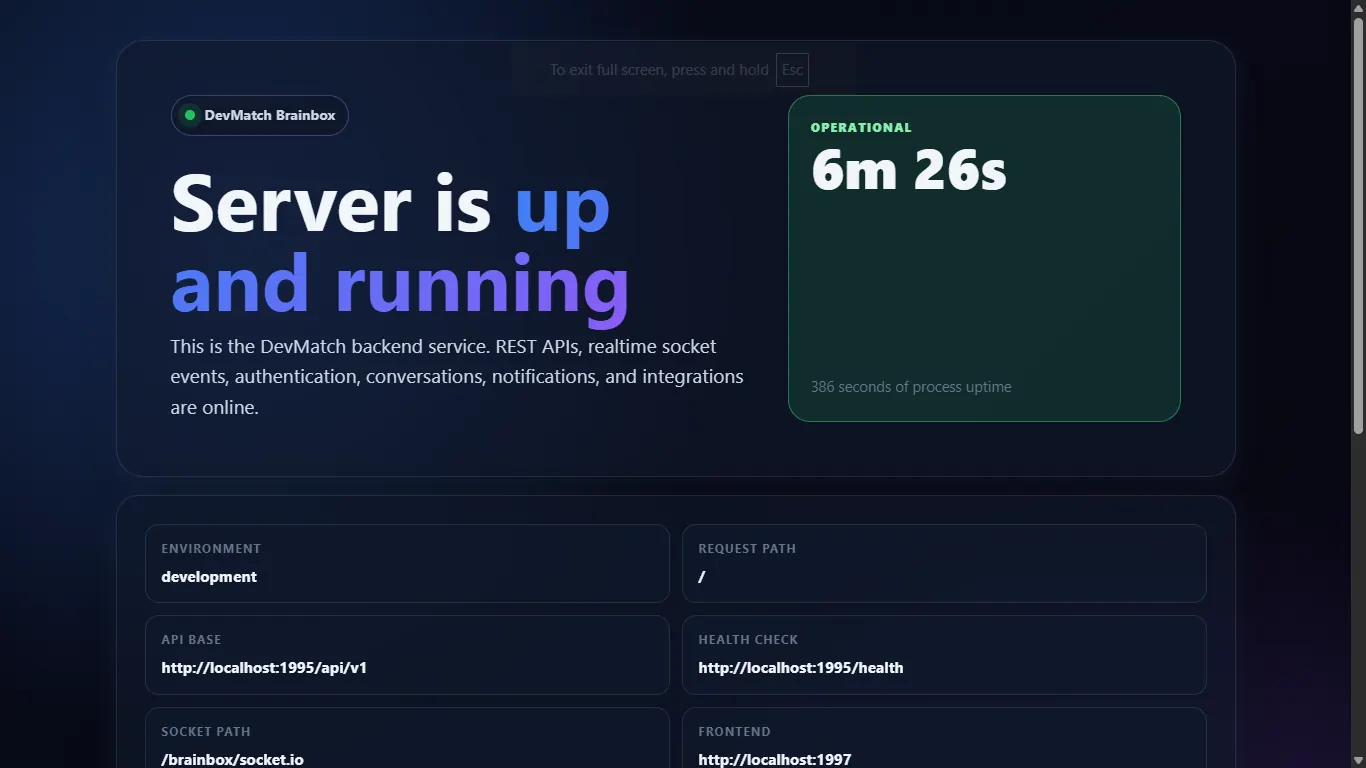 To exit full screen, press and hold Esc
DevMatch Brainbox
Server is up
and running
This is the DevMatch backend service. REST APIs, realtime socket
events, authentication, conversations, notifications, and integrations
are online.
OPERATIONAL
6m 26s
386 seconds of process uptime
ENVIRONMENT
development
REQUEST PATH
/
API BASE
http://localhost:1995/api/v1
HEALTH CHECK
http://localhost:1995/health
SOCKET PATH
/brainbox/socket.io
FRONTEND
http://localhost:1997